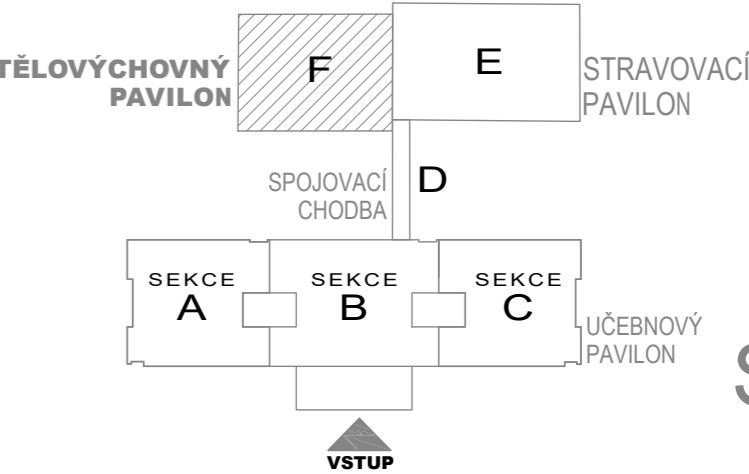 TĚLOVÝCHOVNÝ
PAVILON
F
E
STRAVOVACÍ
PAVILON
SPOJOVACÍ
CHODBA
D
SEKCE
A
SEKCE
B
SEKCE
C
UČEBNOVÝ
PAVILON
S
VSTUP